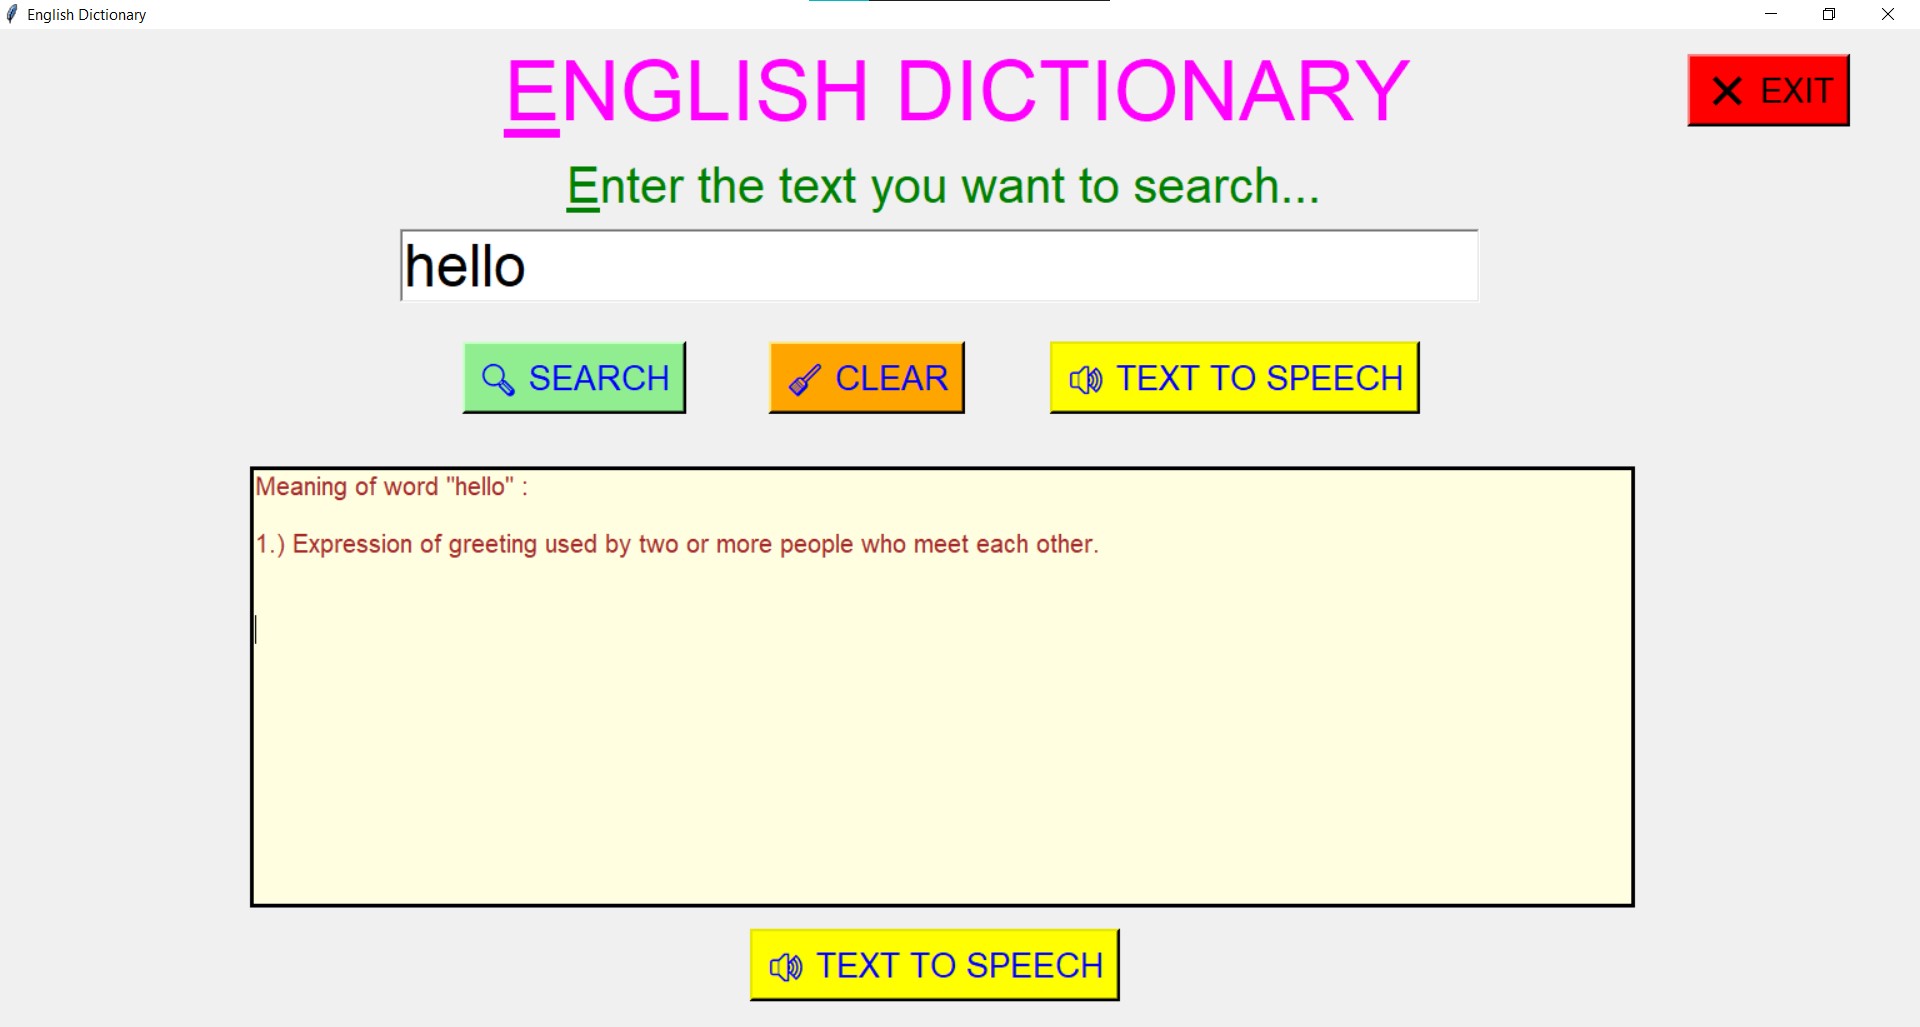 English Dictionary
ENGLISH DICTIONARY
EXIT
Enter the text you want to search...
hello
SEARCH
CLEAR
TEXT TO SPEECH
Meaning of word "hello" :
1.) Expression of greeting used by two or more people who meet each other.
TEXT TO SPEECH